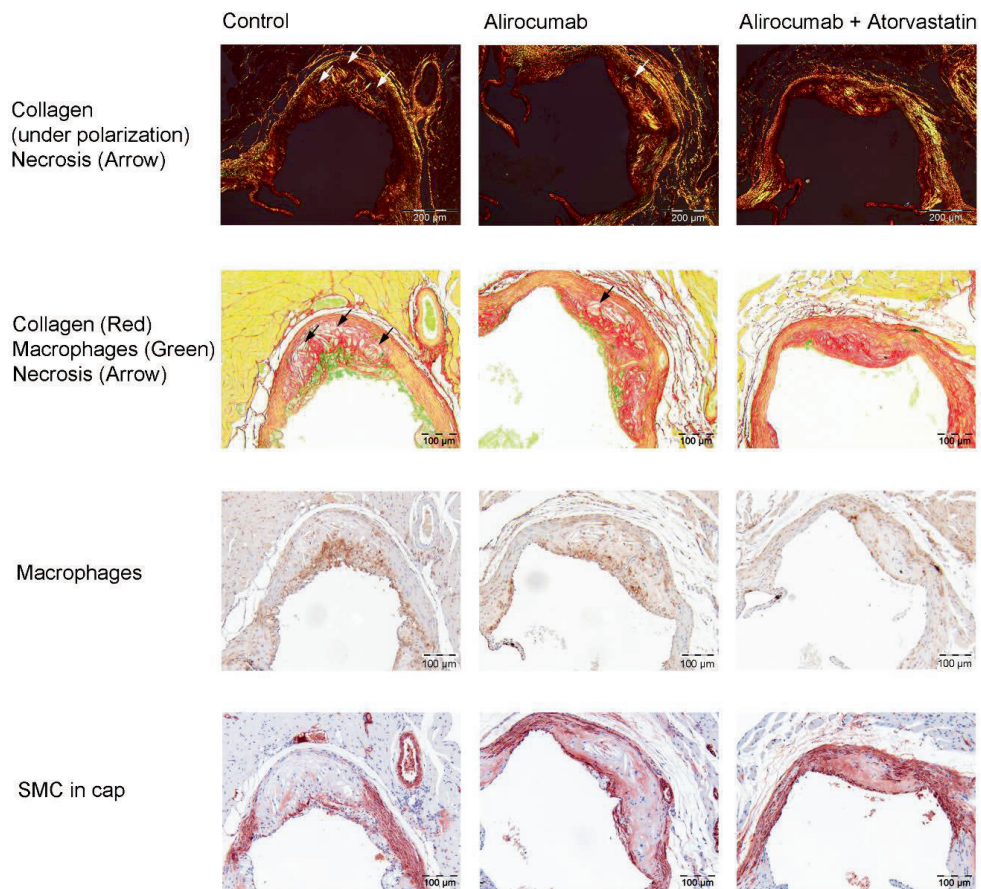 Control
Alirocumab
Alirocumab + Atorvastatin
Collagen
(under polarization)
Necrosis (Arrow)
200 µm
200 µm
200 µm
Collagen (Red)
Macrophages (Green)
Necrosis (Arrow)
100 µm
100 µm
100 µm
Macrophages
100 µm
100 µm
100 µm
SMC in cap
100 µm
100 µm
100 µm